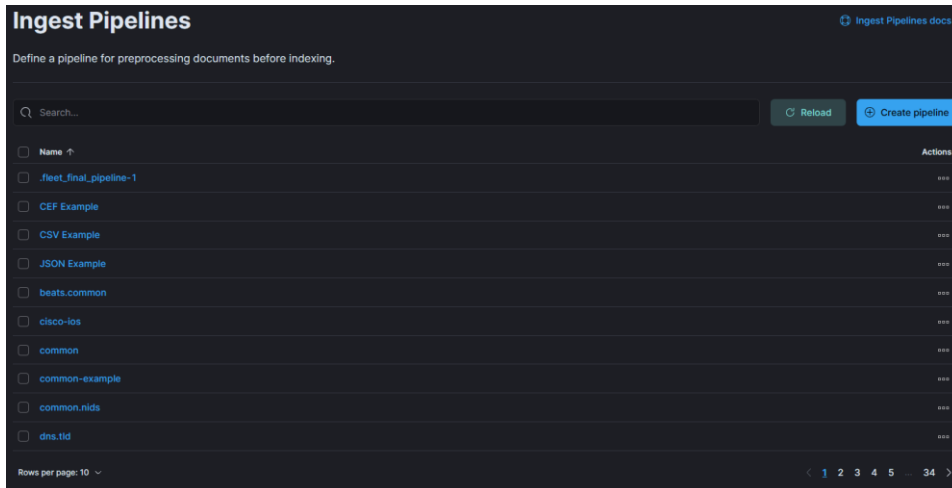 Ingest Pipelines
Ingest Pipelines docs
Define a pipeline for preprocessing documents before indexing.
Search...
Reload
Create pipeline
Name
Actions
.fleet_final_pipeline-1
CEF Example
CSV Example
JSON Example
beats.common
cisco-ios
common
common-example
common.nids
dns.tld
Rows per page: 10
1 2 3 4 5 ... 34